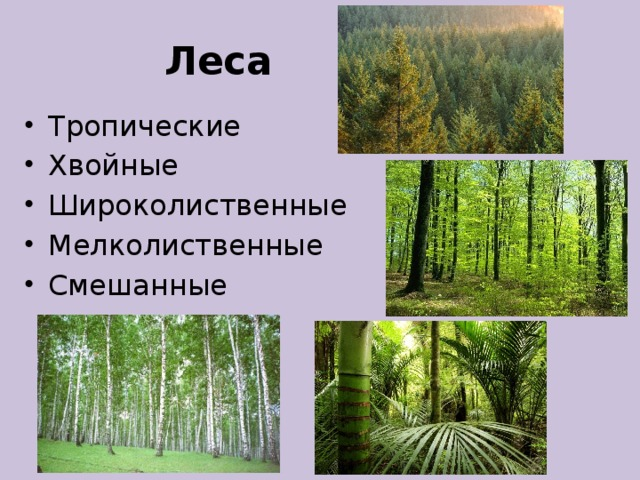 Леса
• Тропические
• Хвойные
• Широколиственные
• Мелколиственные
• Смешанные